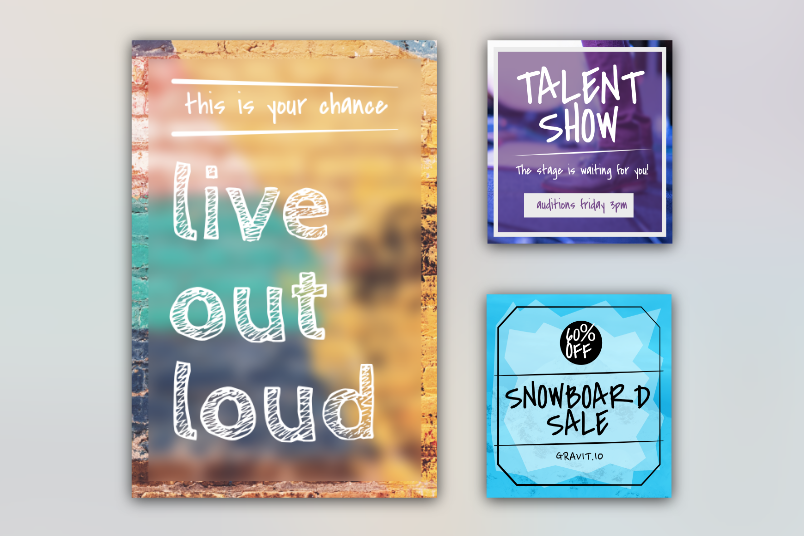 this is your chance
live
out
loud
TALENT
SHOW
The stage is waiting for you!
auditions friday 3pm
60%
OFF
SNOWBOARD
SALE
GRAVIT.IO